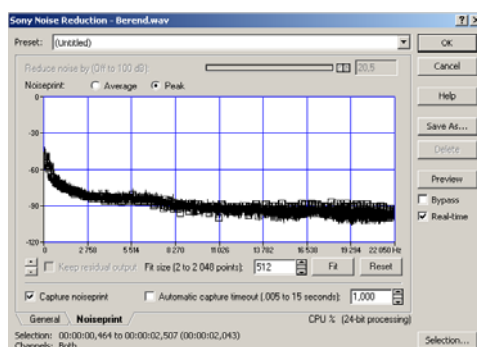 Sony Noise Reduction - Berend.wav
Preset: (Untitled)
OK
Reduce noise by (Off to 100 dB): 20,5
Cancel
Noiseprint: Average Peak
Help
0
-30
Save As...
-60
Delete
-90
Preview
Bypass
Real-time
-120
0 2 750 5 514 8 270 11 026 13 782 16 538 19 294 22 050 Hz
Keep residual output Fit size (2 to 2 048 points): 512 Fit Reset
Capture noiseprint Automatic capture timeout (.005 to 15 seconds): 1,000
General Noiseprint CPU % (24-bit processing)
Selection: 00:00:00,464 to 00:00:02,507 (00:00:02,043)
Channels: Both
Selection...